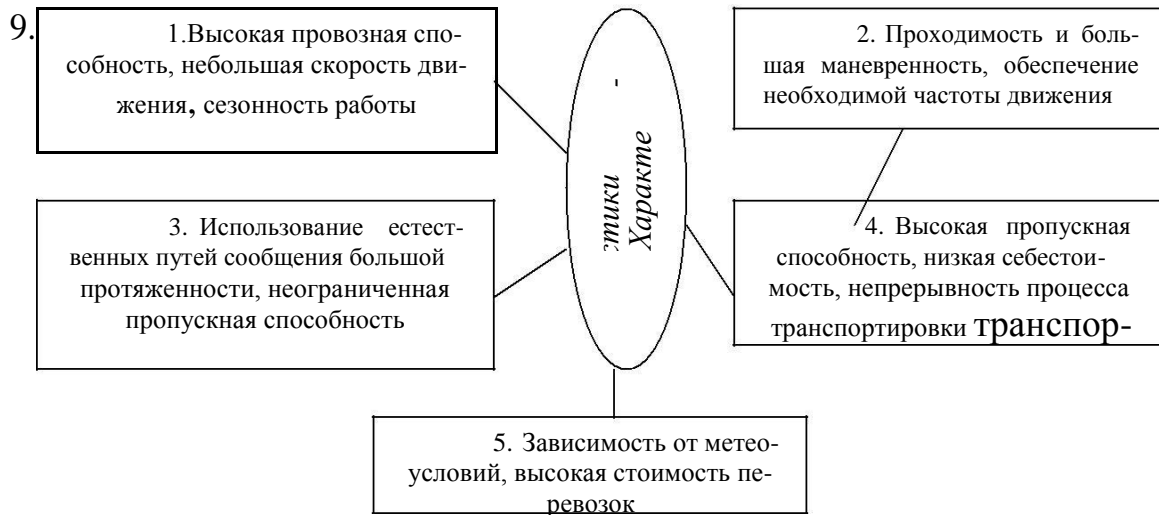 9.
1.Высокая провозная спо-
собность, небольшая скорость дви-
жения, сезонность работы
2. Проходимость и боль-
шая маневренность, обеспечение
необходимой частоты движения
-
Характе
3. Использование естест-
венных путей сообщения большой
протяженности, неограниченная
пропускная способность
4. Высокая пропускная
способность, низкая себестои-
мость, непрерывность процесса
транспортировки транспор-
5. Зависимость от метео-
условий, высокая стоимость пе-
ревозок